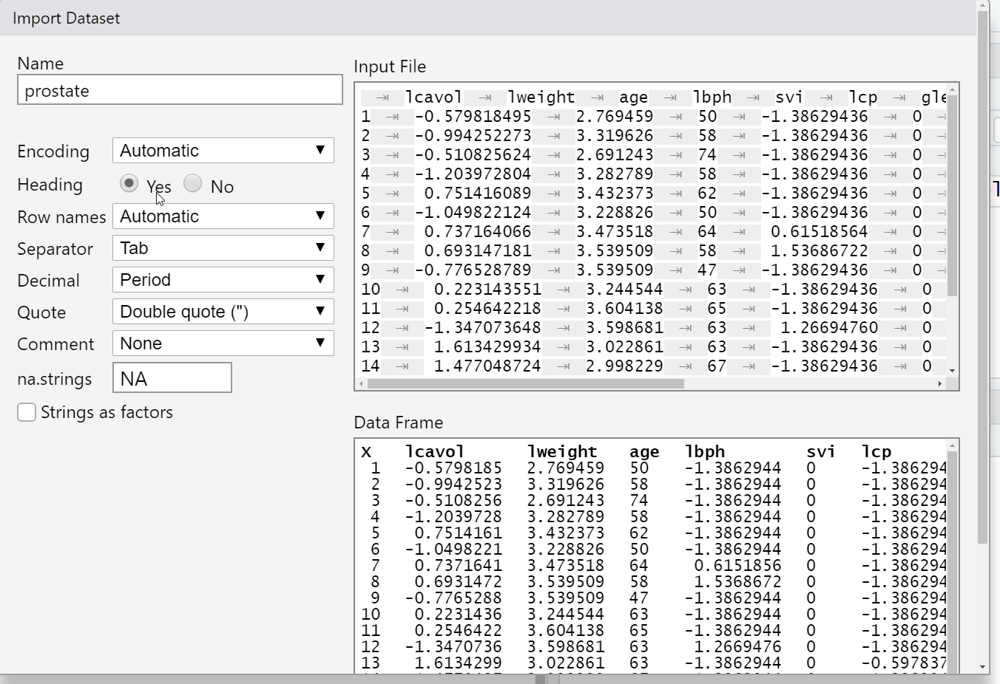 Import Dataset
Name
prostate
Encoding Automatic
Heading Yes No
Row names Automatic
Separator Tab
Decimal Period
Quote Double quote (")
Comment None
na.strings NA
Strings as factors
Input File
lcavol lweight age lbph svi lcp gle
1 -0.579818495 2.769459 50 -1.38629436 0
2 -0.994252273 3.319626 58 -1.38629436 0
3 -0.510825624 2.691243 74 -1.38629436 0
4 -1.203972804 3.282789 58 -1.38629436 0
5 0.751416089 3.432373 62 -1.38629436 0
6 -1.049822124 3.228826 50 -1.38629436 0
7 0.737164066 3.473518 64 0.61518564 0
8 0.693147181 3.539509 58 1.53686722 0
9 -0.776528789 3.539509 47 -1.38629436 0
10 0.223143551 3.244544 63 -1.38629436 0
11 0.254642218 3.604138 65 -1.38629436 0
12 -1.347073648 3.598681 63 1.26694760 0
13 1.613429934 3.022861 63 -1.38629436 0
14 1.477048724 2.998229 67 -1.38629436 0
Data Frame
X lcavol lweight age lbph svi lcp
1 -0.5798185 2.769459 50 -1.3862944 0 -1.386294
2 -0.9942523 3.319626 58 -1.3862944 0 -1.386294
3 -0.5108256 2.691243 74 -1.3862944 0 -1.386294
4 -1.2039728 3.282789 58 -1.3862944 0 -1.386294
5 0.7514161 3.432373 62 -1.3862944 0 -1.386294
6 -1.0498221 3.228826 50 -1.3862944 0 -1.386294
7 0.7371641 3.473518 64 0.6151856 0 -1.386294
8 0.6931472 3.539509 58 1.5368672 0 -1.386294
9 -0.7765288 3.539509 47 -1.3862944 0 -1.386294
10 0.2231436 3.244544 63 -1.3862944 0 -1.386294
11 0.2546422 3.604138 65 -1.3862944 0 -1.386294
12 -1.3470736 3.598681 63 1.2669476 0 -1.386294
13 1.6134299 3.022861 63 -1.3862944 0 -0.597837